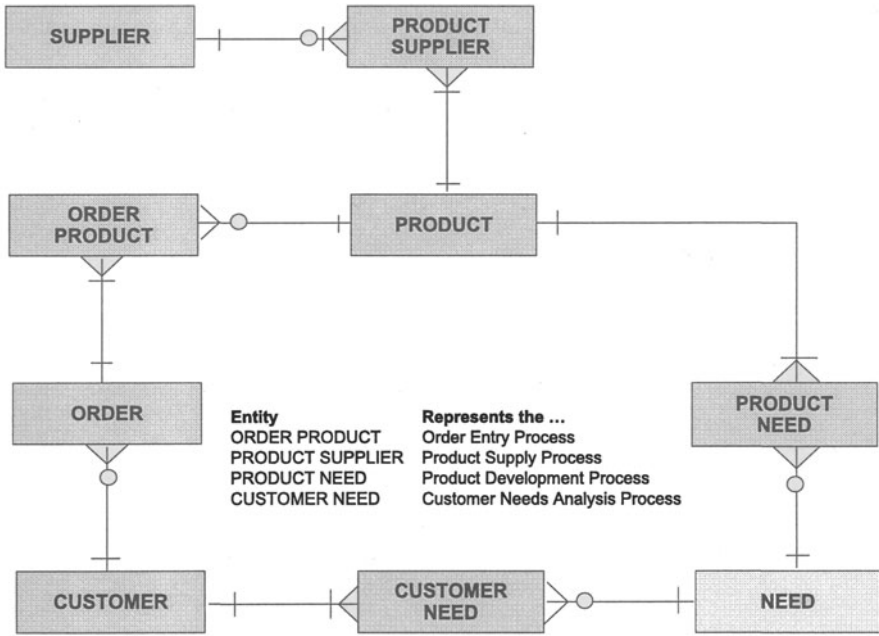 SUPPLIER
PRODUCT
SUPPLIER
ORDER
PRODUCT
PRODUCT
ORDER
Entity Represents the ...
ORDER PRODUCT Order Entry Process
PRODUCT SUPPLIER Product Supply Process
PRODUCT NEED Product Development Process
CUSTOMER NEED Customer Needs Analysis Process
PRODUCT
NEED
CUSTOMER
CUSTOMER
NEED
NEED